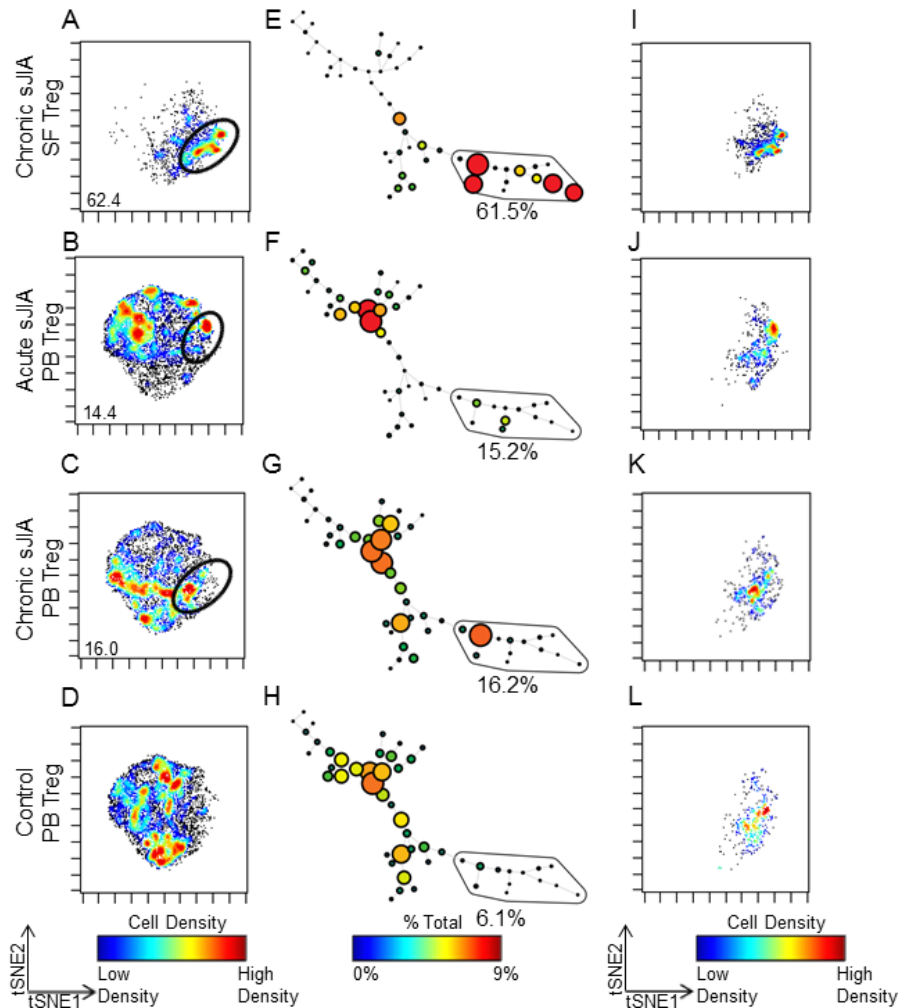 A
E
I
Chronic sJIA
SF Treg
62.4
61.5%
B
F
J
Acute sJIA
PB Treg
14.4
15.2%
C
G
K
Chronic sJIA
PB Treg
16.0
16.2%
D
H
L
Control
PB Treg
6.1%
tSNE2
tSNE1
Cell Density
Low
Density
High
Density
% Total
0%
9%
tSNE2
tSNE1
Cell Density
Low
Density
High
Density